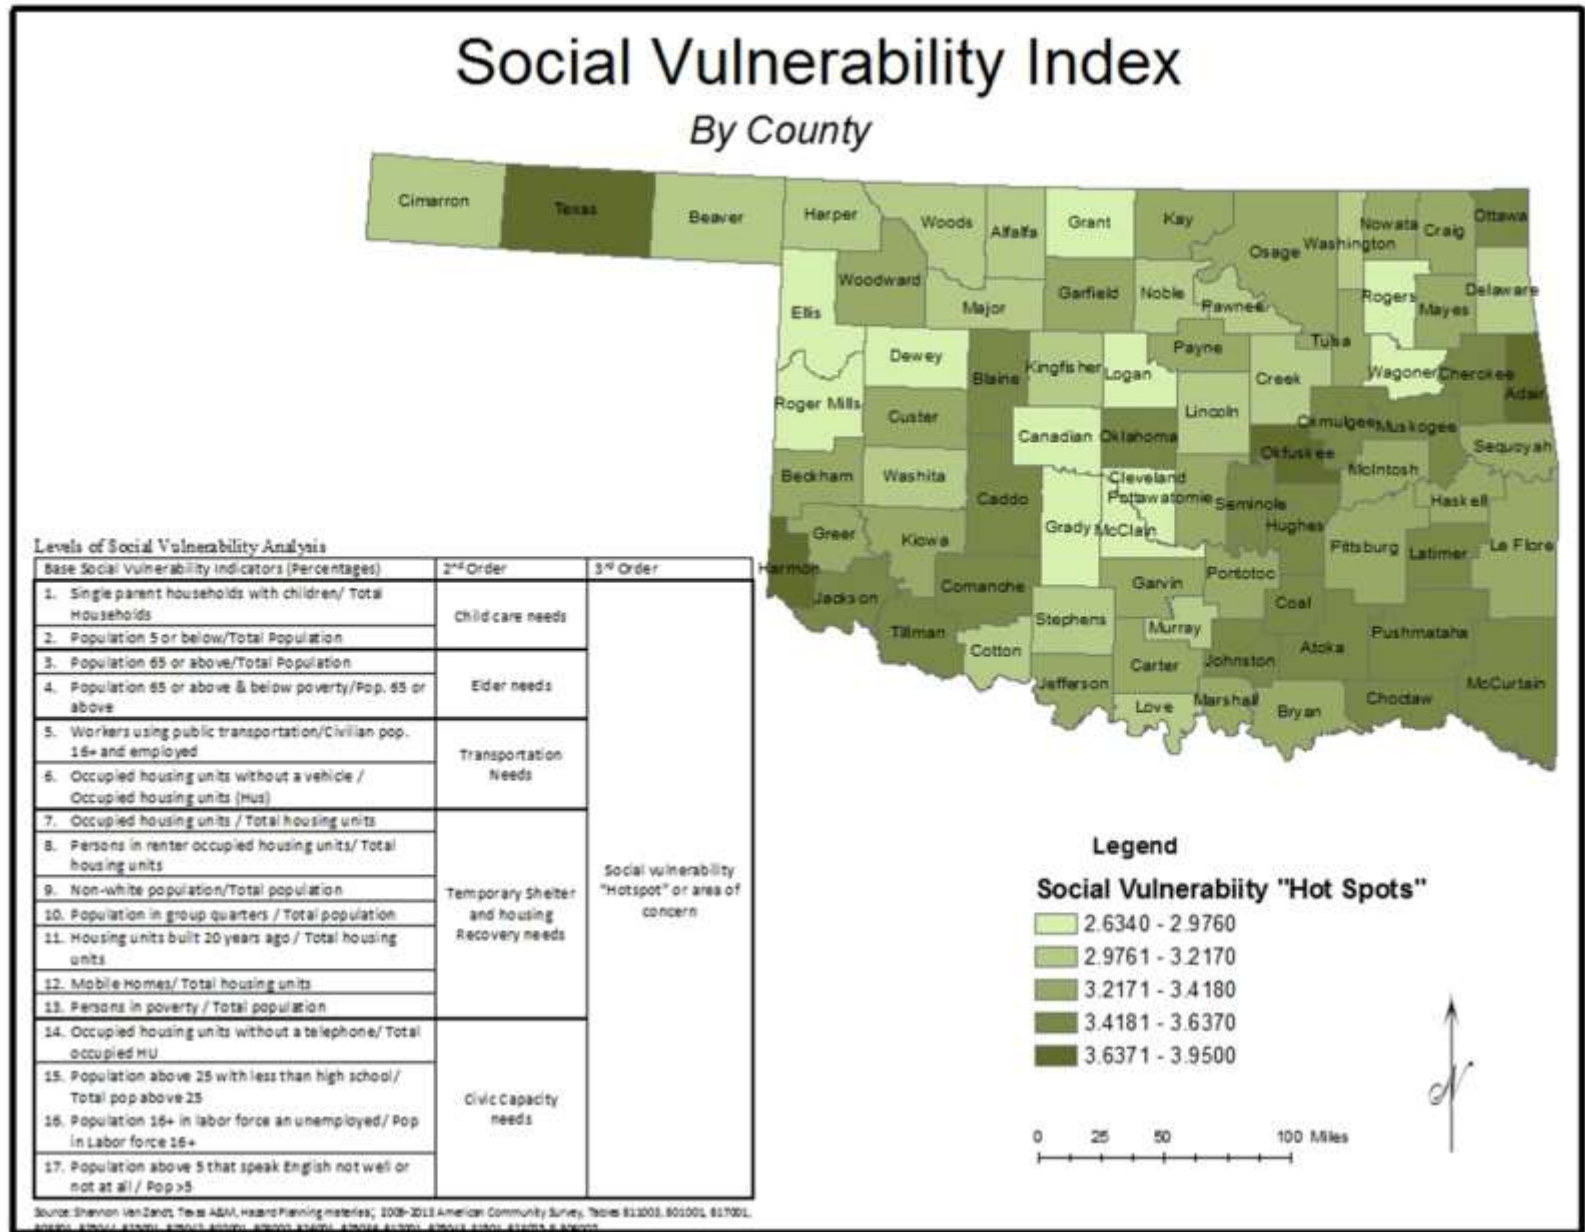 Social Vulnerability Index
By County
Cimarron
Texas
Beaver
Harper
Woods
Alfalfa
Grant
Kay
Osage
Washington
Nowata
Craig
Ottawa
Woodward
Ellis
Major
Garfield
Noble
Pawnee
Rogers
Mayes
Delaware
Dewey
Blaine
Kingfisher
Logan
Payne
Tulsa
Creek
Wagoner
Cherokee
Adair
Roger Mills
Custer
Canadian
Oklahoma
Lincoln
Okmulgee
Muskogee
Okfuskee
Sequoyah
Beckham
Washita
Caddo
Cleveland
Pottawatomie
Seminole
McIntosh
Haskell
Grady
McClain
Hughes
Pittsburg
Latimer
Le Flore
Greer
Kiowa
Harmon
Jackson
Comanche
Garvin
Pontotoc
Coal
Tillman
Stephens
Murray
Cotton
Carter
Johnston
Atoka
Pushmataha
McCurtain
Jefferson
Love
Marshall
Bryan
Choctaw
Levels of Social Vulnerability Analysis
Base Social Vulnerability Indicators (Percentages)
2nd Order
3rd Order
1. Single parent households with children/ Total
Households
2. Population 5 or below/Total Population
Child care needs
3. Population 65 or above/Total Population
4. Population 65 or above & below poverty/Pop. 65 or
above
Elder needs
5. Workers using public transportation/Civilian pop.
16+ and employed
6. Occupied housing units without a vehicle /
Occupied housing units (Hus)
Transportation
Needs
7. Occupied housing units / Total housing units
8. Persons in renter occupied housing units/ Total
housing units
9. Non-white population/Total population
10. Population in group quarters / Total population
11. Housing units built 20 years ago / Total housing
units
12. Mobile Homes/ Total housing units
13. Persons in poverty / Total population
Temporary Shelter
and housing
Recovery needs
14. Occupied housing units without a telephone/ Total
occupied HU
15. Population above 25 with less than high school/
Total pop above 25
16. Population 16+ in labor force an unemployed/ Pop
in Labor force 16+
17. Population above 5 that speak English not well or
not at all / Pop >5
Civic Capacity
needs
Social vulnerability
"Hotspot" or area of
concern
Source: Shannon Van Zandt, Texas A&M, Hazard Planning materials; 2009-2013 American Community Survey, Tables
Legend
Social Vulnerabiity "Hot Spots"
2.6340 - 2.9760
2.9761 - 3.2170
3.2171 - 3.4180
3.4181 - 3.6370
3.6371 - 3.9500
N
0 25 50 100 Miles